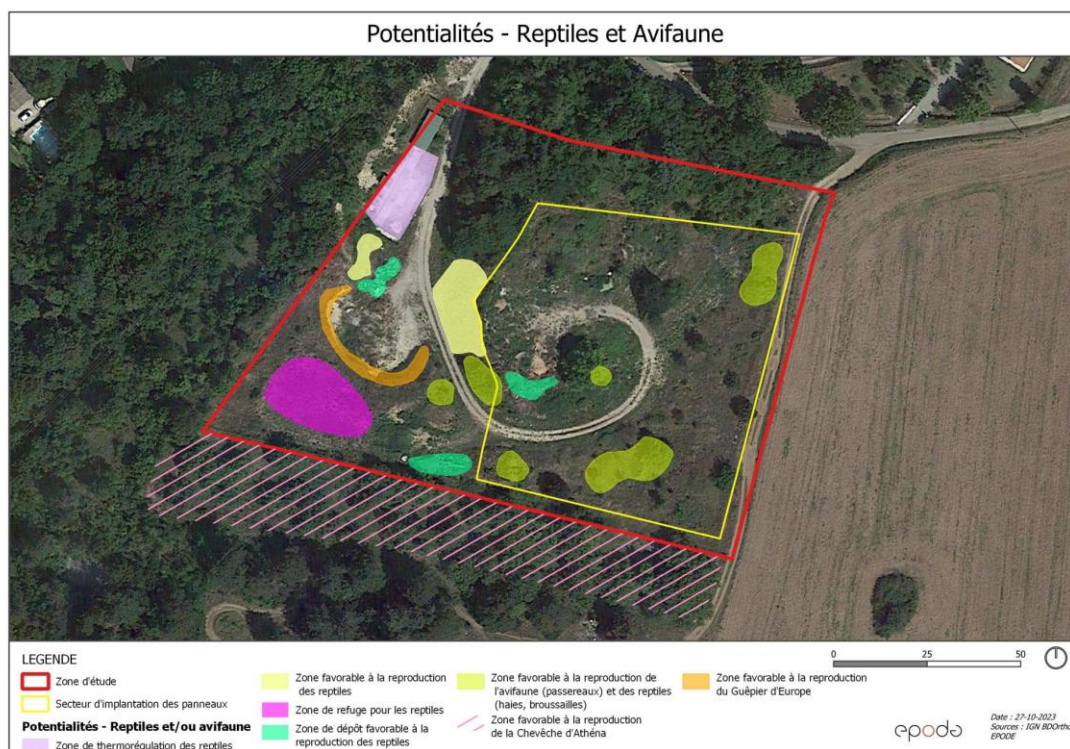 Potentialités - Reptiles et Avifaune
LEGENDE
Zone d'étude
Secteur d'implantation des panneaux
Potentialités - Reptiles et/ou avifaune
Zone de thermorégulation des reptiles
Zone favorable à la reproduction
des reptiles
Zone de refuge pour les reptiles
Zone de dépôt favorable à la
reproduction des reptiles
Zone favorable à la reproduction de
l'avifaune (passereaux) et des reptiles
(haies, broussailles)
Zone favorable à la reproduction
de la Chevêche d'Athéna
Zone favorable à la reproduction
du Guêpier d'Europe
0 25 50
epode
Date : 27-10-2023
Sources : IGN BDOrtho
EPODE